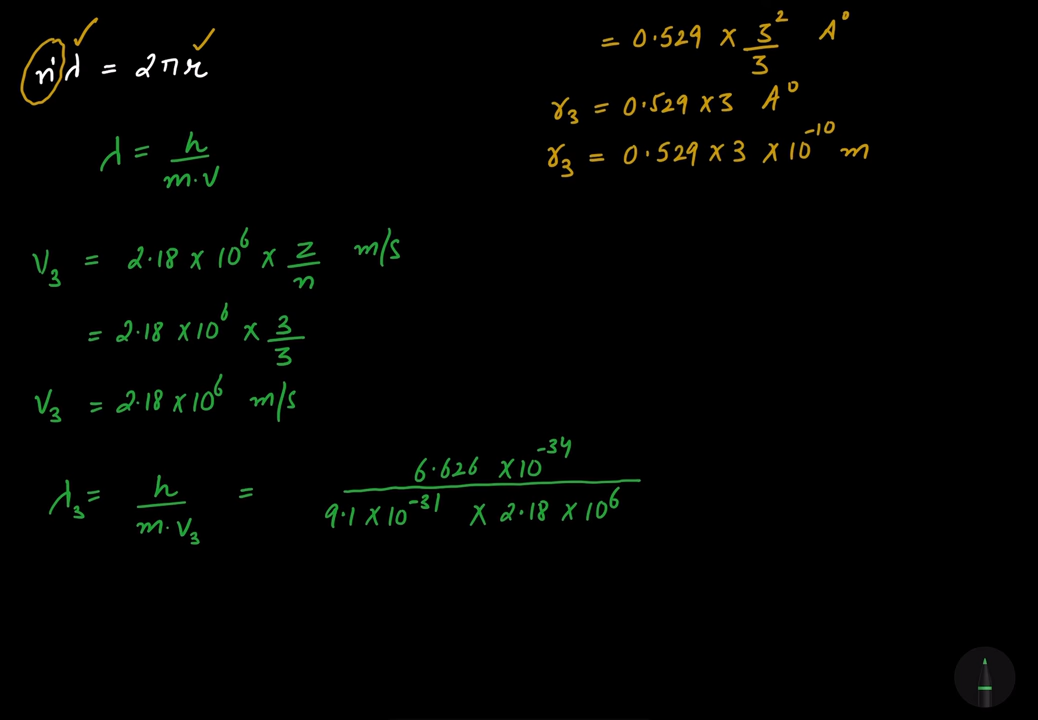 n'λ = 2πr
λ = h / m·v
V₃ = 2.18 × 10⁶ × Z/n m/s
= 2.18 × 10⁶ × 3/3
V₃ = 2.18 × 10⁶ m/s
λ₃ = h / m·v₃ = 6.626 × 10⁻³⁴ / 9.1 × 10⁻³¹ × 2.18 × 10⁶
= 0.529 × 3²/3 A⁰
r₃ = 0.529 × 3 A⁰
r₃ = 0.529 × 3 × 10⁻¹⁰ m